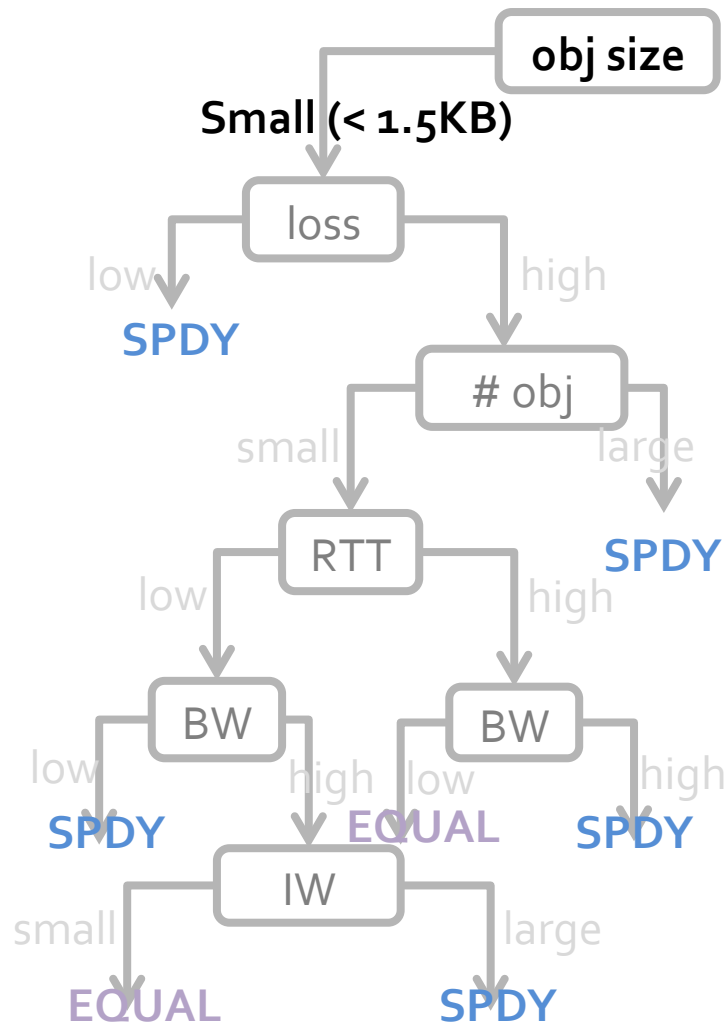 obj size
Small (< 1.5KB)
loss
low
high
SPDY
# obj
small
large
RTT
SPDY
low
high
BW
BW
low
high
low
high
SPDY
EQUAL
SPDY
IW
small
large
EQUAL
SPDY